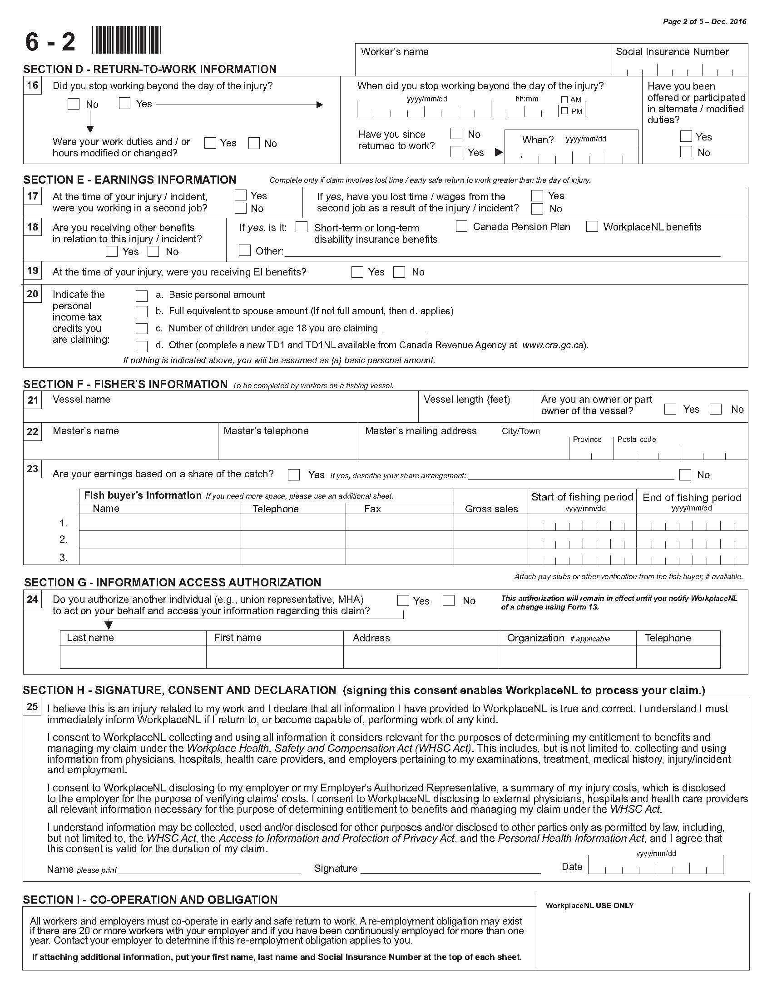 Page 2 of 5 – Dec. 2016
6 - 2
Worker's name
Social Insurance Number
SECTION D - RETURN-TO-WORK INFORMATION
16 Did you stop working beyond the day of the injury?
No Yes
Were your work duties and / or Yes No
hours modified or changed?
When did you stop working beyond the day of the injury?
yyyy/mm/dd hh:mm AM
PM
Have you since No
returned to work? Yes
When? yyyy/mm/dd
Have you been
offered or participated
in alternate / modified
duties?
Yes
No
SECTION E - EARNINGS INFORMATION Complete only if claim involves lost time / early safe return to work greater than the day of injury.
17 At the time of your injury / incident, Yes
were you working in a second job? No
If yes, have you lost time / wages from the Yes
second job as a result of the injury / incident? No
18 Are you receiving other benefits
in relation to this injury / incident?
Yes No
If yes, is it: Short-term or long-term Canada Pension Plan WorkplaceNL benefits
disability insurance benefits
Other:
19 At the time of your injury, were you receiving EI benefits? Yes No
20 Indicate the
personal
income tax
credits you
are claiming:
a. Basic personal amount
b. Full equivalent to spouse amount (If not full amount, then d. applies)
c. Number of children under age 18 you are claiming
d. Other (complete a new TD1 and TD1NL available from Canada Revenue Agency at www.cra.gc.ca).
If nothing is indicated above, you will be assumed as (a) basic personal amount.
SECTION F - FISHER'S INFORMATION To be completed by workers on a fishing vessel.
21 Vessel name
Vessel length (feet)
Are you an owner or part
owner of the vessel? Yes No
22 Master's name
Master's telephone
Master's mailing address City/Town
Province Postal code
23 Are your earnings based on a share of the catch? Yes If yes, describe your share arrangement: No
Fish buyer's information If you need more space, please use an additional sheet.
Name Telephone Fax
Gross sales
Start of fishing period
yyyy/mm/dd
End of fishing period
yyyy/mm/dd
1.
2.
3.
Attach pay stubs or other verification from the fish buyer, if available.
SECTION G - INFORMATION ACCESS AUTHORIZATION
24 Do you authorize another individual (e.g., union representative, MHA) Yes No
to act on your behalf and access your information regarding this claim?
This authorization will remain in effect until you notify WorkplaceNL
of a change using Form 13.
Last name First name Address Organization if applicable Telephone
SECTION H - SIGNATURE, CONSENT AND DECLARATION (signing this consent enables WorkplaceNL to process your claim.)
25 I believe this is an injury related to my work and I declare that all information I have provided to WorkplaceNL is true and correct. I understand I must
immediately inform WorkplaceNL if I return to, or become capable of, performing work of any kind.
I consent to WorkplaceNL collecting and using all information it considers relevant for the purposes of determining my entitlement to benefits and
managing my claim under the Workplace Health, Safety and Compensation Act (WHSC Act). This includes, but is not limited to, collecting and using
information from physicians, hospitals, health care providers, and employers pertaining to my examinations, treatment, medical history, injury/incident
and employment.
I consent to WorkplaceNL disclosing to my employer or my Employer's Authorized Representative, a summary of my injury costs, which is disclosed
to the employer for the purpose of verifying claims' costs. I consent to WorkplaceNL disclosing to external physicians, hospitals and health care providers
all relevant information necessary for the purpose of determining entitlement to benefits and managing my claim under the WHSC Act.
I understand information may be collected, used and/or disclosed for other purposes and/or disclosed to other parties only as permitted by law, including,
but not limited to, the WHSC Act, the Access to Information and Protection of Privacy Act, and the Personal Health Information Act, and I agree that
this consent is valid for the duration of my claim.
yyyy/mm/dd
Name please print Signature Date
SECTION I - CO-OPERATION AND OBLIGATION
All workers and employers must co-operate in early and safe return to work. A re-employment obligation may exist
if there are 20 or more workers with your employer and if you have been continuously employed for more than one
year. Contact your employer to determine if this re-employment obligation applies to you.
If attaching additional information, put your first name, last name and Social Insurance Number at the top of each sheet.
WorkplaceNL USE ONLY